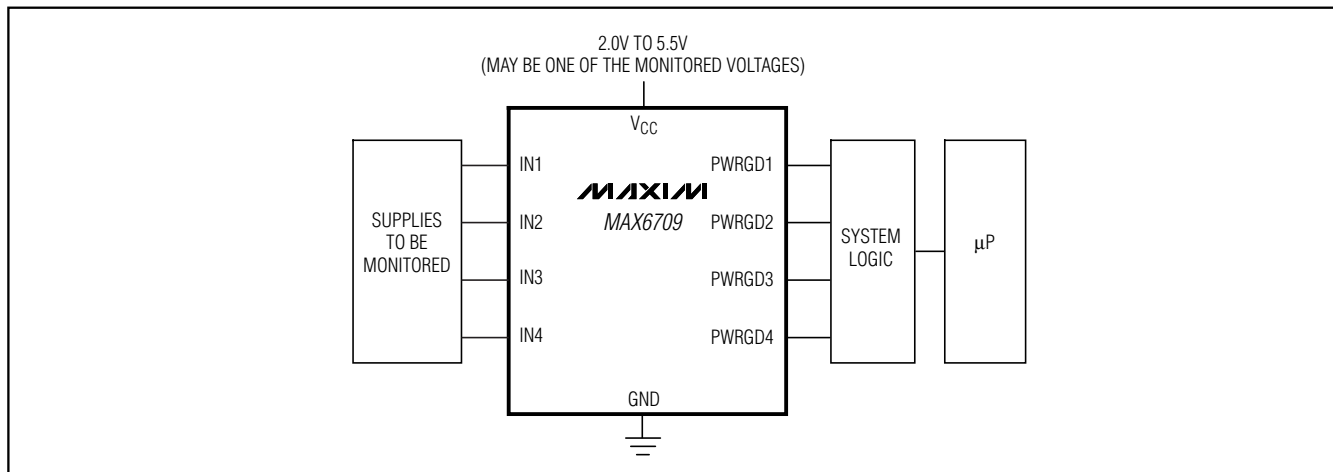 2.0V TO 5.5V
(MAY BE ONE OF THE MONITORED VOLTAGES)
VCC
SUPPLIES
TO BE
MONITORED
IN1
IN2
IN3
IN4
MAXIM
MAX6709
PWRGD1
PWRGD2
PWRGD3
PWRGD4
GND
SYSTEM
LOGIC
μP